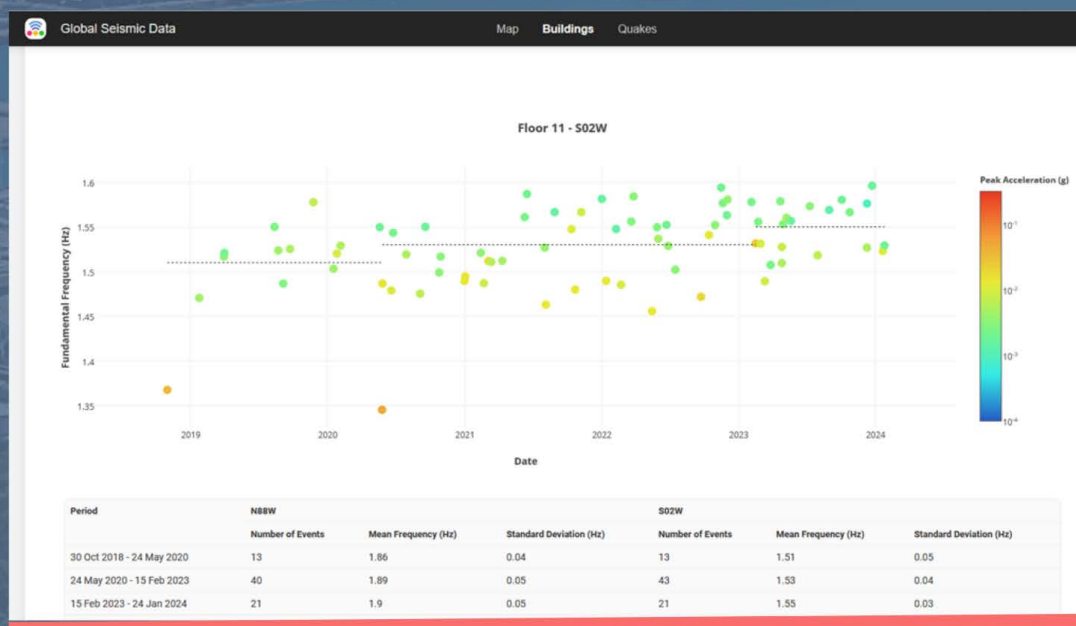 Global Seismic Data Map Buildings Quakes
Floor 11 - S02W
Peak Acceleration (g)
Fundamental Frequency (Hz)
1.6
1.55
1.5
1.45
1.4
1.35
10⁻¹
10⁻²
10⁻³
10⁻⁴
2019 2020 2021 2022 2023 2024
Date
Period N88W S02W
Number of Events Mean Frequency (Hz) Standard Deviation (Hz) Number of Events Mean Frequency (Hz) Standard Deviation (Hz)
30 Oct 2018 - 24 May 2020 13 1.86 0.04 13 1.51 0.05
24 May 2020 - 15 Feb 2023 40 1.89 0.05 43 1.53 0.04
15 Feb 2023 - 24 Jan 2024 21 1.9 0.05 21 1.55 0.03